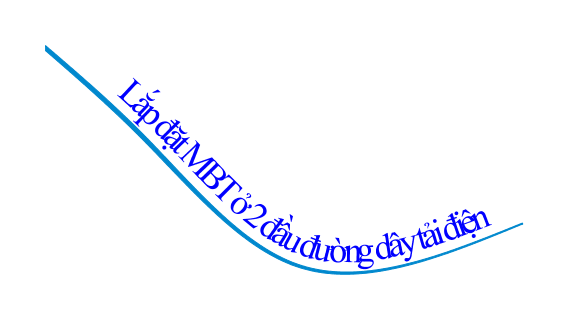 Lắp đặt MBT ở 2 đầu đường dây tải điện